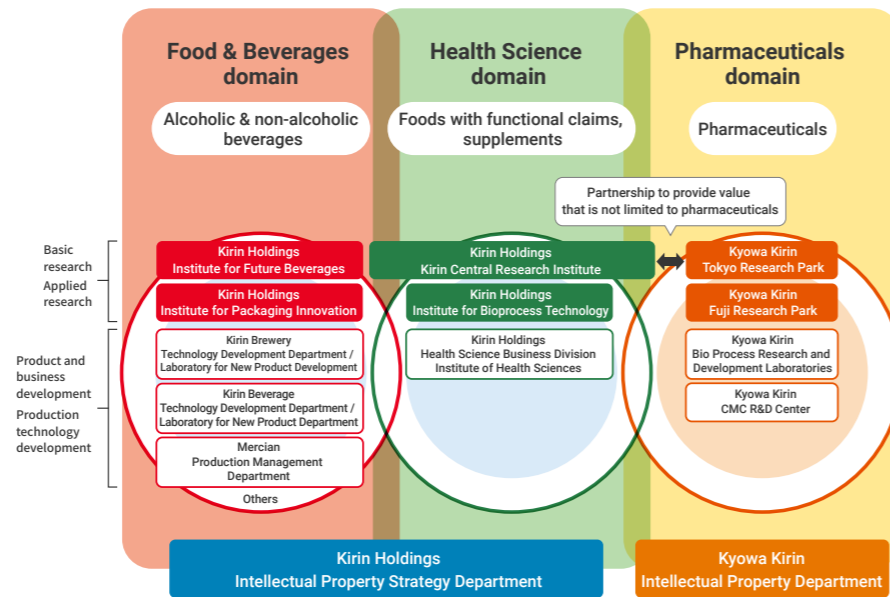 Food & Beverages
domain
Health Science
domain
Pharmaceuticals
domain
Alcoholic & non-alcoholic
beverages
Foods with functional claims,
supplements
Pharmaceuticals
Partnership to provide value
that is not limited to pharmaceuticals
Basic
research
Applied
research
Product and
business
development
Production
technology
development
Kirin Holdings
Institute for Future Beverages
Kirin Holdings
Institute for Packaging Innovation
Kirin Brewery
Technology Development Department /
Laboratory for New Product Development
Kirin Beverage
Technology Development Department /
Laboratory for New Product Department
Mercian
Production Management
Department
Others
Kirin Holdings
Kirin Central Research Institute
Kirin Holdings
Institute for Bioprocess Technology
Kirin Holdings
Health Science Business Division
Institute of Health Sciences
Kyowa Kirin
Tokyo Research Park
Kyowa Kirin
Fuji Research Park
Kyowa Kirin
Bio Process Research and
Development Laboratories
Kyowa Kirin
CMC R&D Center
Kirin Holdings
Intellectual Property Strategy Department
Kyowa Kirin
Intellectual Property Department